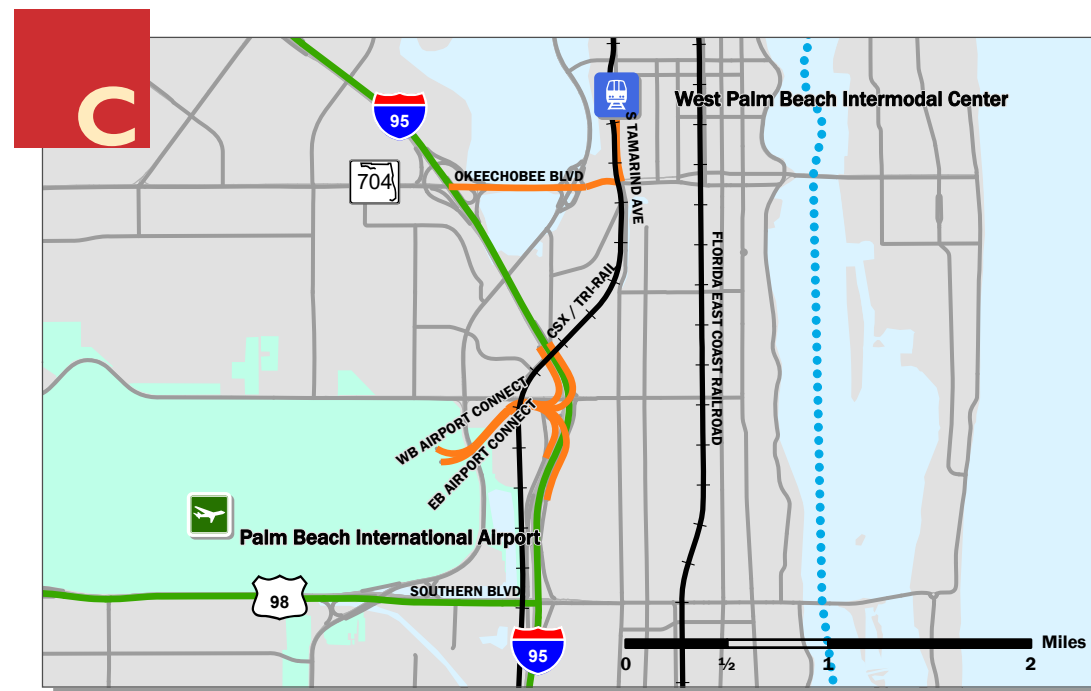 C
95
West Palm Beach Intermodal Center
704
OKEECHOBEE BLVD
S TAMARIND AVE
FLORIDA EAST COAST RAILROAD
CSX / TRI-RAIL
WB AIRPORT CONNECT
EB AIRPORT CONNECT
Palm Beach International Airport
98
SOUTHERN BLVD
95
Miles
0 ½ 1 2